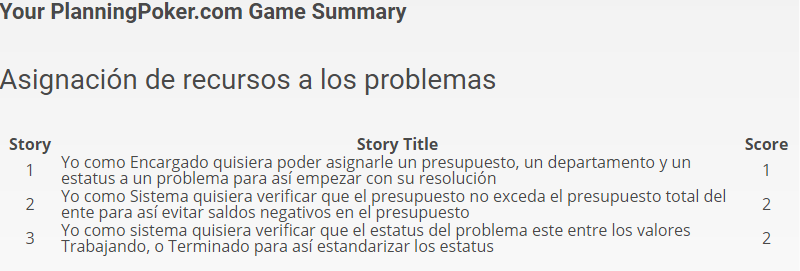 Your PlanningPoker.com Game Summary
Asignación de recursos a los problemas
Story Story Title Score
1 Yo como Encargado quisiera poder asignarle un presupuesto, un departamento y un 1
estatus a un problema para así empezar con su resolución
2 Yo como Sistema quisiera verificar que el presupuesto no exceda el presupuesto total del 2
ente para así evitar saldos negativos en el presupuesto
3 Yo como sistema quisiera verificar que el estatus del problema este entre los valores 2
Trabajando, o Terminado para así estandarizar los estatus